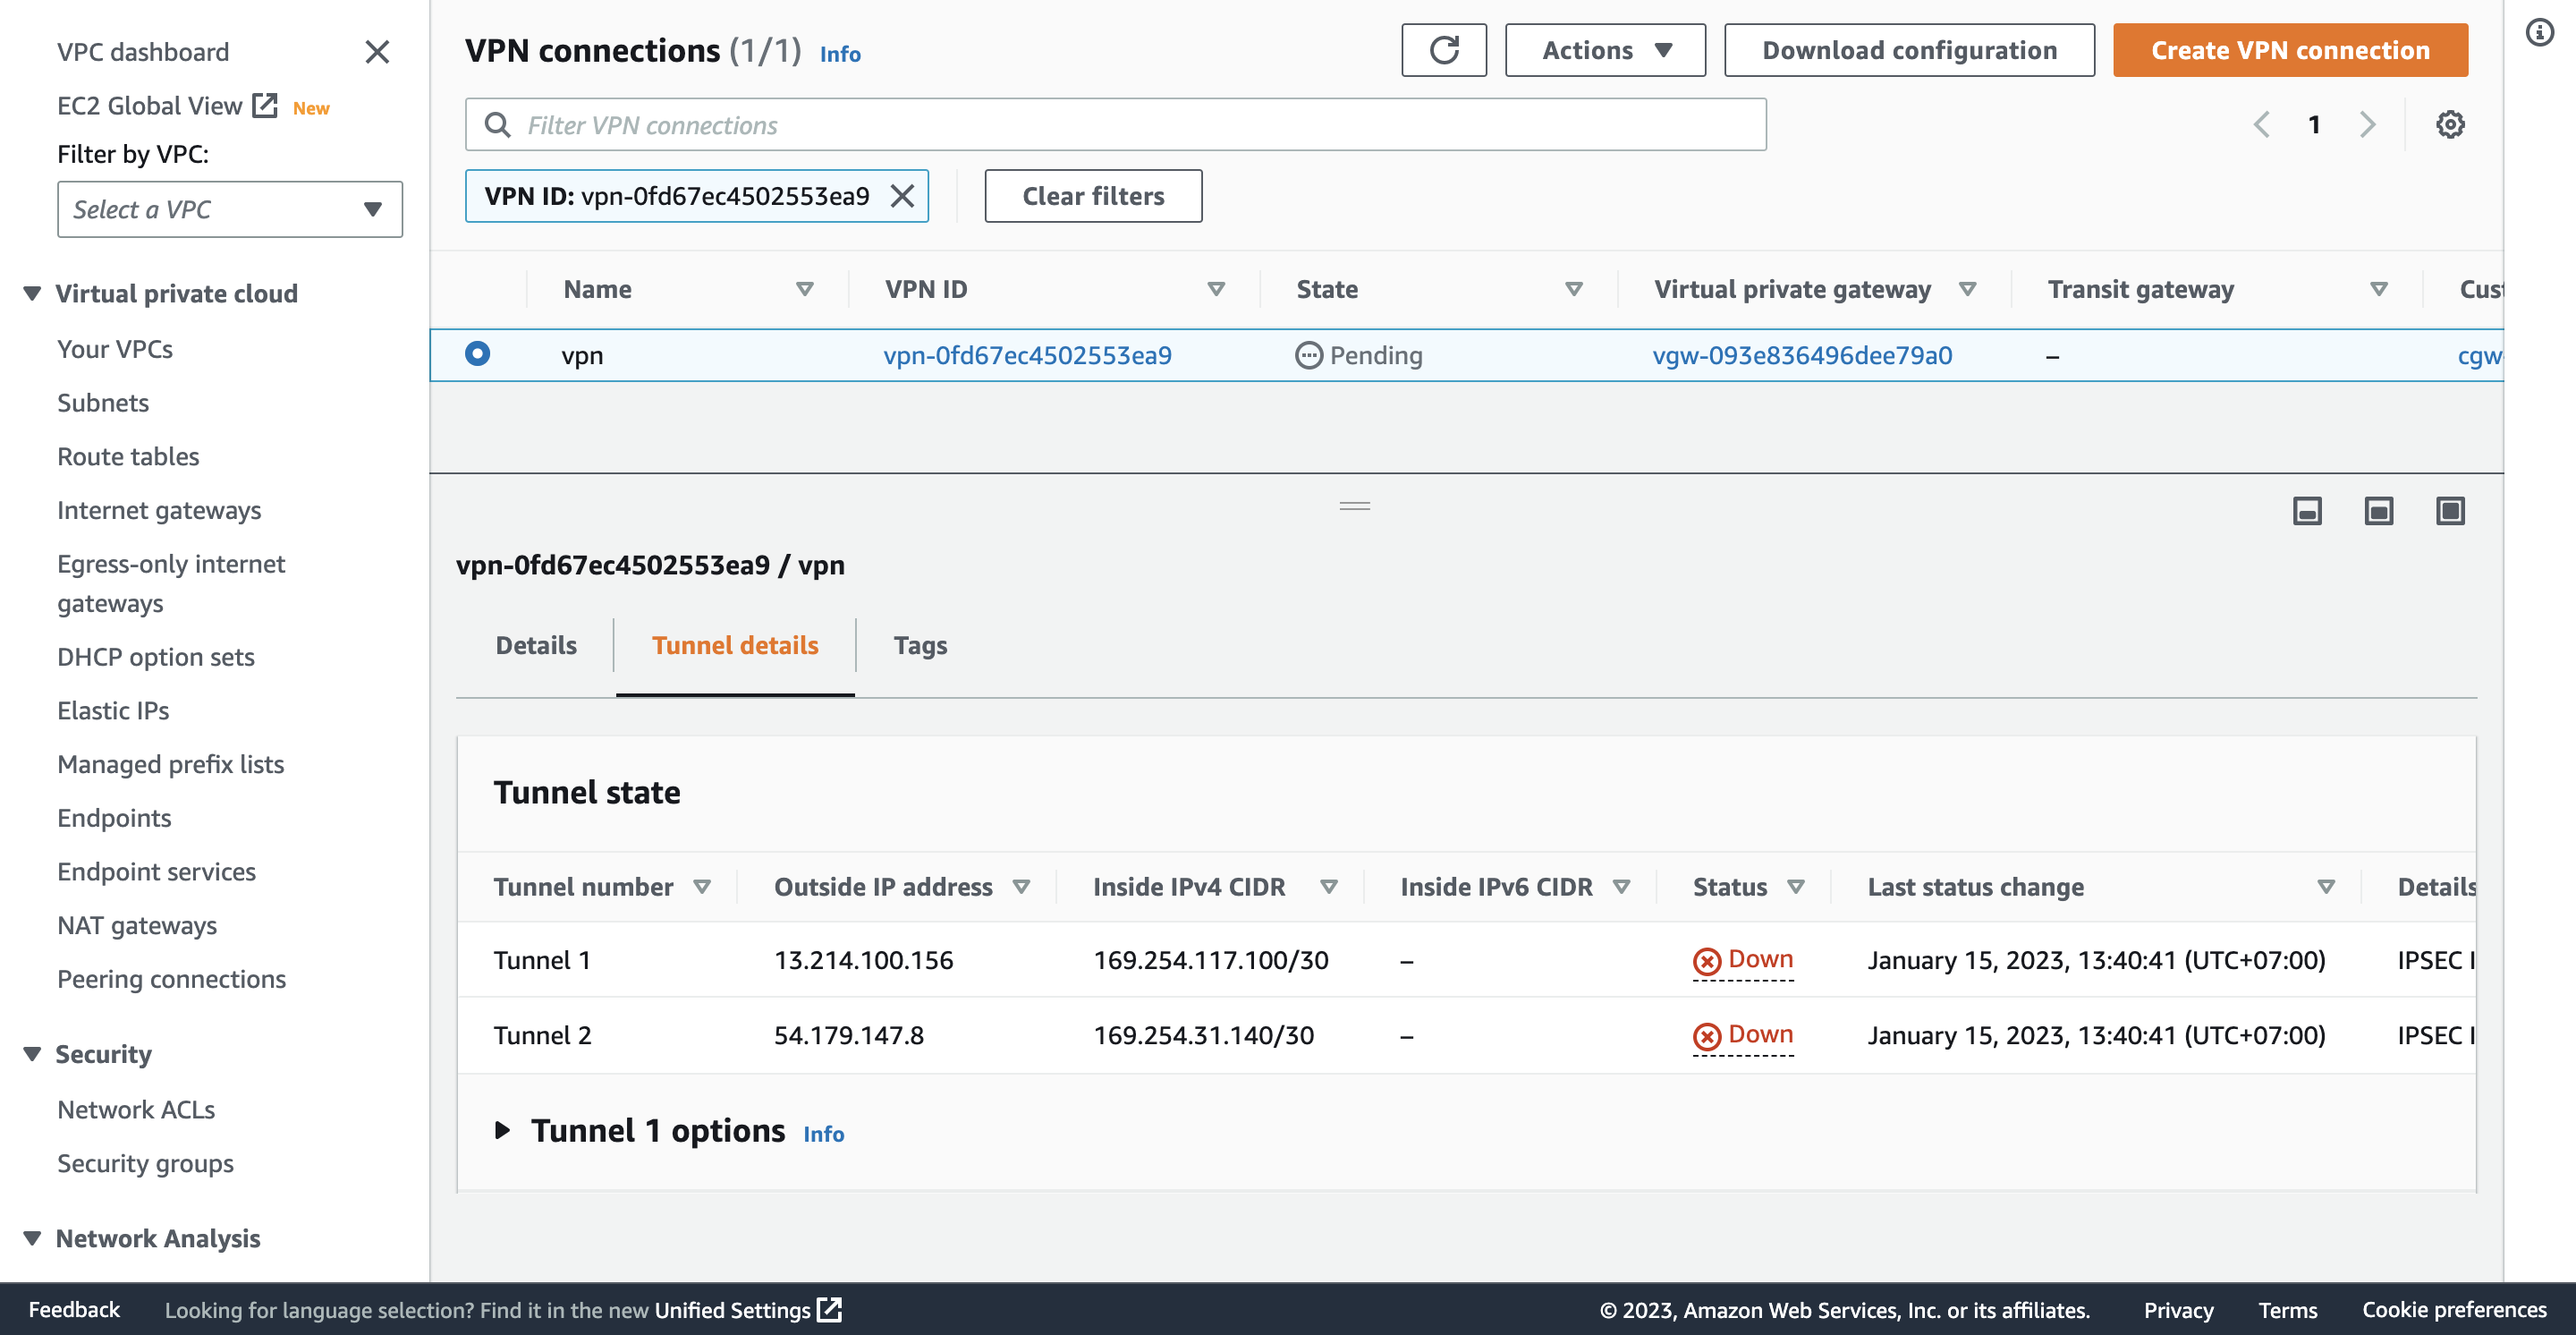 VPC dashboard
EC2 Global View New
Filter by VPC:
Select a VPC
Virtual private cloud
Your VPCs
Subnets
Route tables
Internet gateways
Egress-only internet
gateways
DHCP option sets
Elastic IPs
Managed prefix lists
Endpoints
Endpoint services
NAT gateways
Peering connections
Security
Network ACLs
Security groups
Network Analysis
VPN connections (1/1) Info
Actions
Download configuration
Create VPN connection
Filter VPN connections
1
VPN ID: vpn-0fd67ec4502553ea9
Clear filters
Name VPN ID State Virtual private gateway Transit gateway Cust
vpn vpn-0fd67ec4502553ea9 Pending vgw-093e836496dee79a0 – cgw-
vpn-0fd67ec4502553ea9 / vpn
Details Tunnel details Tags
Tunnel state
Tunnel number Outside IP address Inside IPv4 CIDR Inside IPv6 CIDR Status Last status change Details
Tunnel 1 13.214.100.156 169.254.117.100/30 – Down January 15, 2023, 13:40:41 (UTC+07:00) IPSEC I
Tunnel 2 54.179.147.8 169.254.31.140/30 – Down January 15, 2023, 13:40:41 (UTC+07:00) IPSEC I
Tunnel 1 options Info
Feedback Looking for language selection? Find it in the new Unified Settings © 2023, Amazon Web Services, Inc. or its affiliates. Privacy Terms Cookie preferences